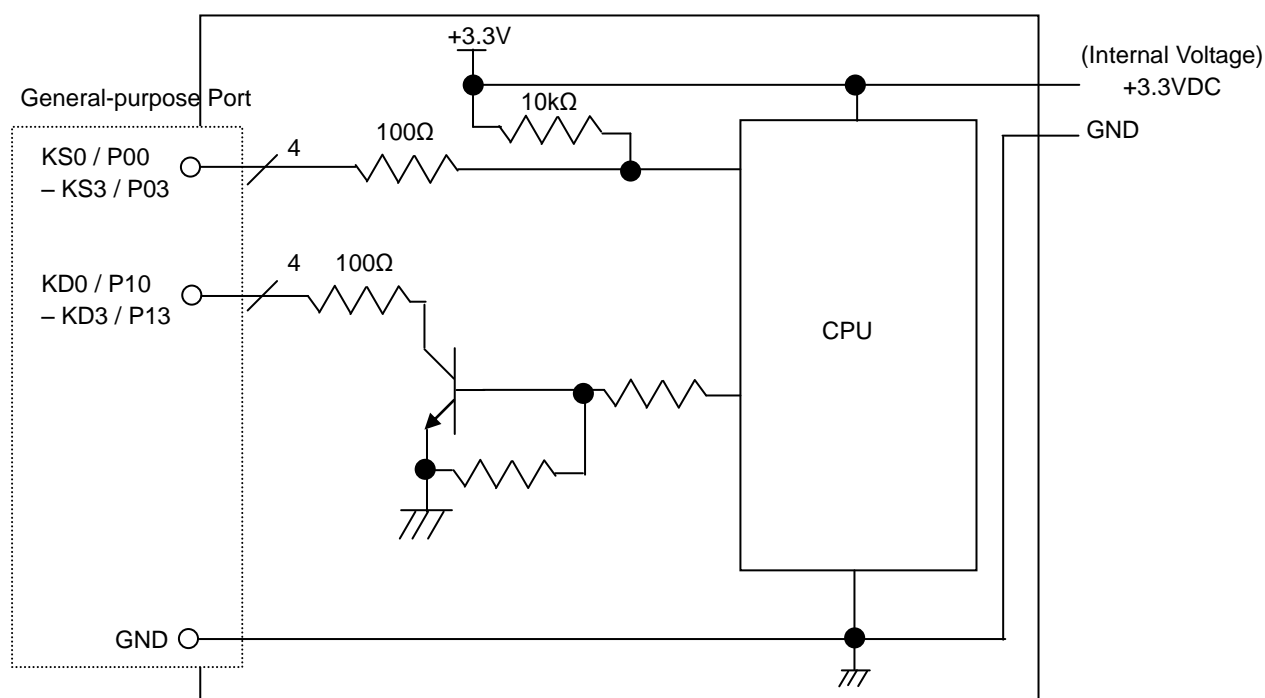 +3.3V
(Internal Voltage)
+3.3VDC
General-purpose Port
10kΩ
100Ω
GND
KS0 / P00
– KS3 / P03
4
KD0 / P10
– KD3 / P13
4
100Ω
CPU
GND